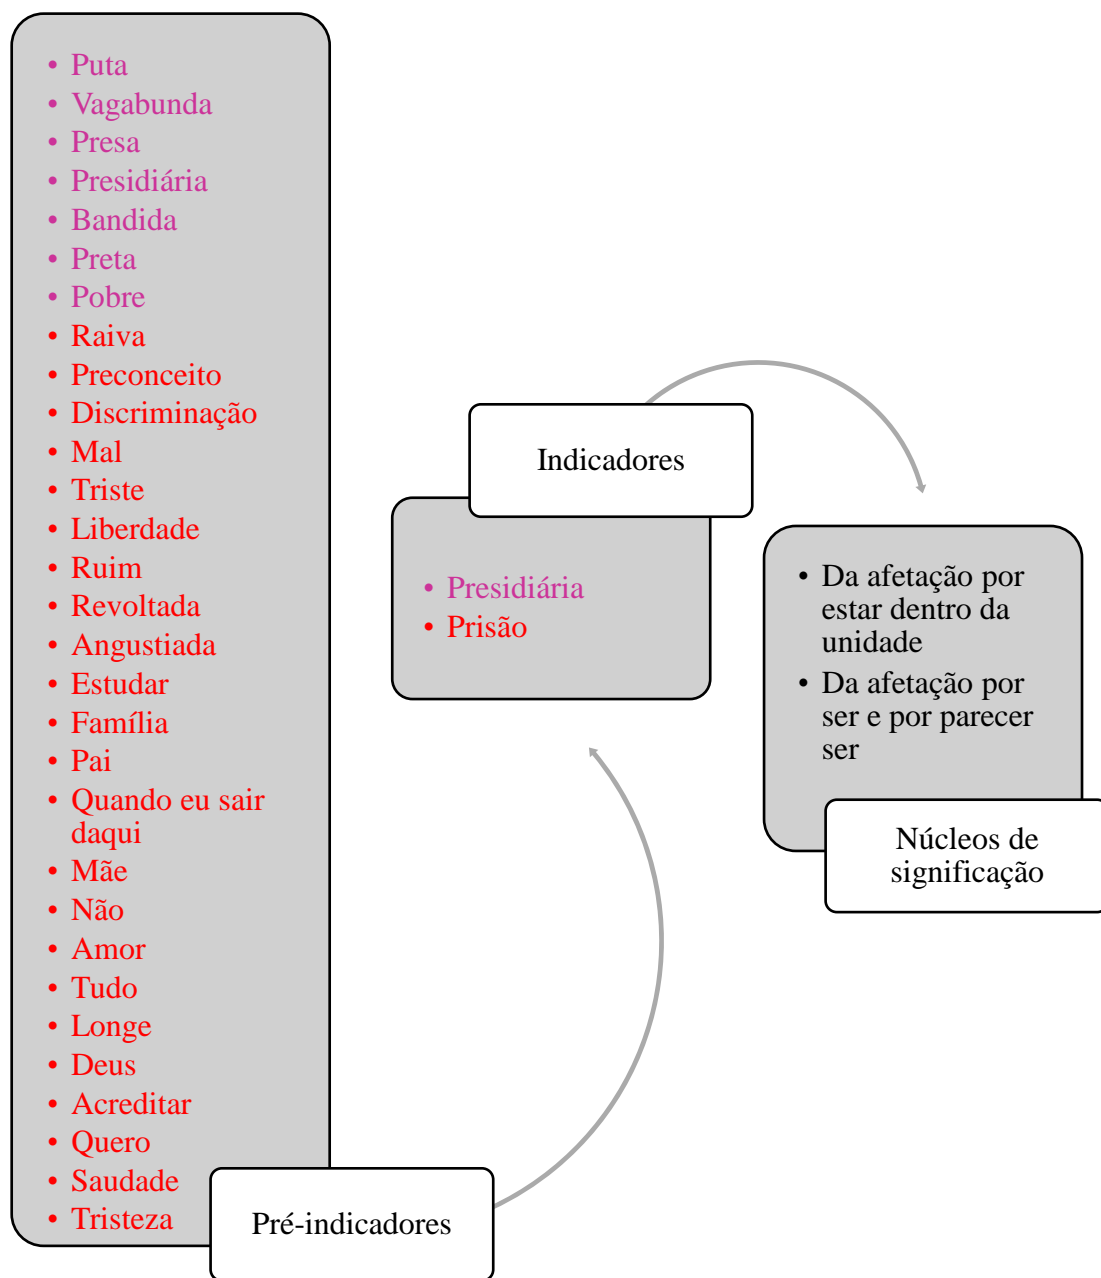 • Puta
• Vagabunda
• Presa
• Presidiária
• Bandida
• Preta
• Pobre
• Raiva
• Preconceito
• Discriminação
• Mal
• Triste
• Liberdade
• Ruim
• Revoltada
• Angustiada
• Estudar
• Família
• Pai
• Quando eu sair
daqui
• Mãe
• Não
• Amor
• Tudo
• Longe
• Deus
• Acreditar
• Quero
• Saudade
• Tristeza
Pré-indicadores
Indicadores
• Presidiária
• Prisão
• Da afetação por
estar dentro da
unidade
• Da afetação por
ser e por parecer
ser
Núcleos de
significação